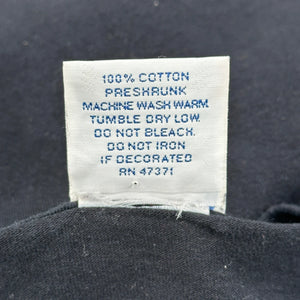 100% COTTON
PRESHRUNK
MACHINE WASH WARM.
TUMBLE DRY LOW.
DO NOT BLEACH.
DO NOT IRON
IF DECORATED
RN 47371